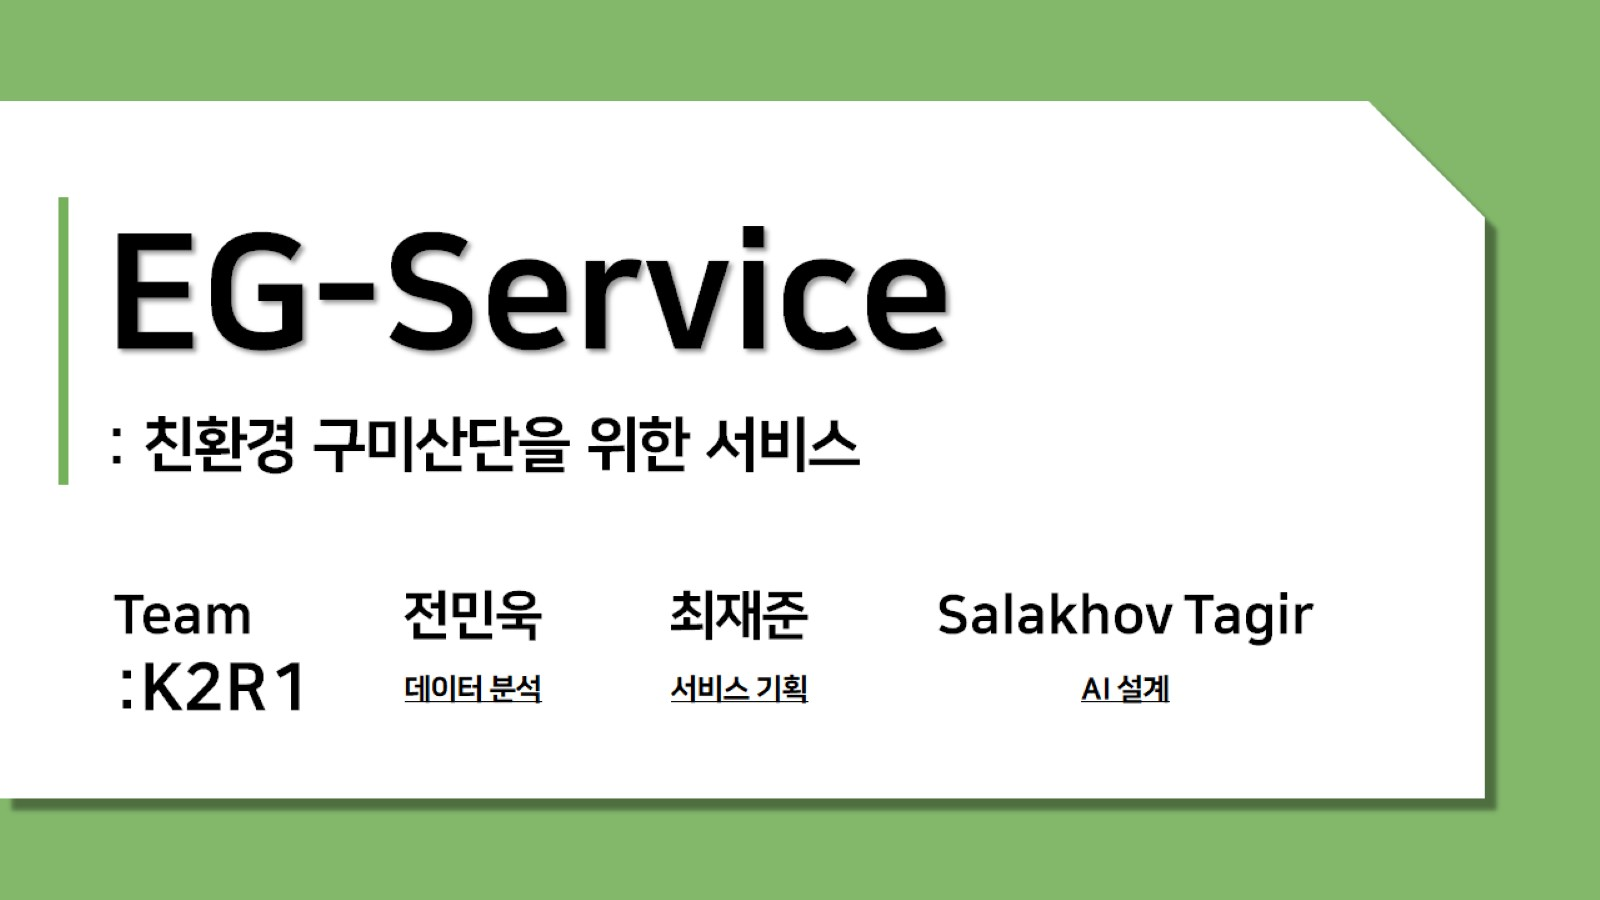 EG-Service
: 친환경 구미산단을 위한 서비스
Team
:K2R1
전민욱
데이터 분석
최재준
서비스 기획
Salakhov Tagir
AI 설계